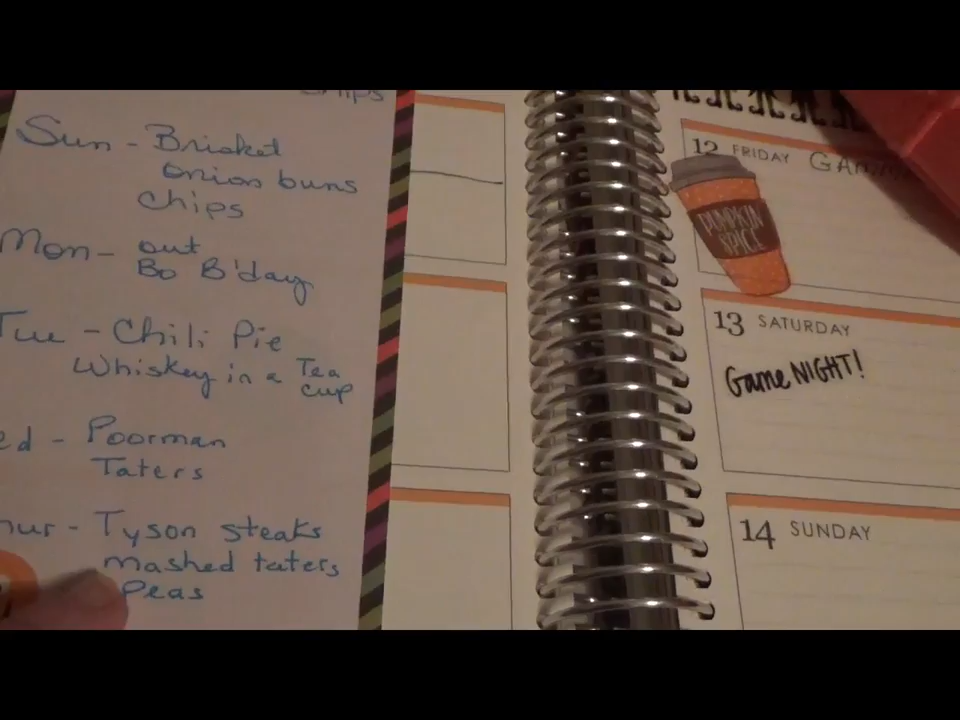 chips
Sun - Brisket
onion buns
chips
Mon - out
Bo B'day
Tue - Chili Pie
Whiskey in a Tea
cup
ed - Poorman
Taters
hur - Tyson steaks
mashed taters
Peas
12 FRIDAY
PUMPKIN
SPICE
13 SATURDAY
Game NIGHT!
14 SUNDAY